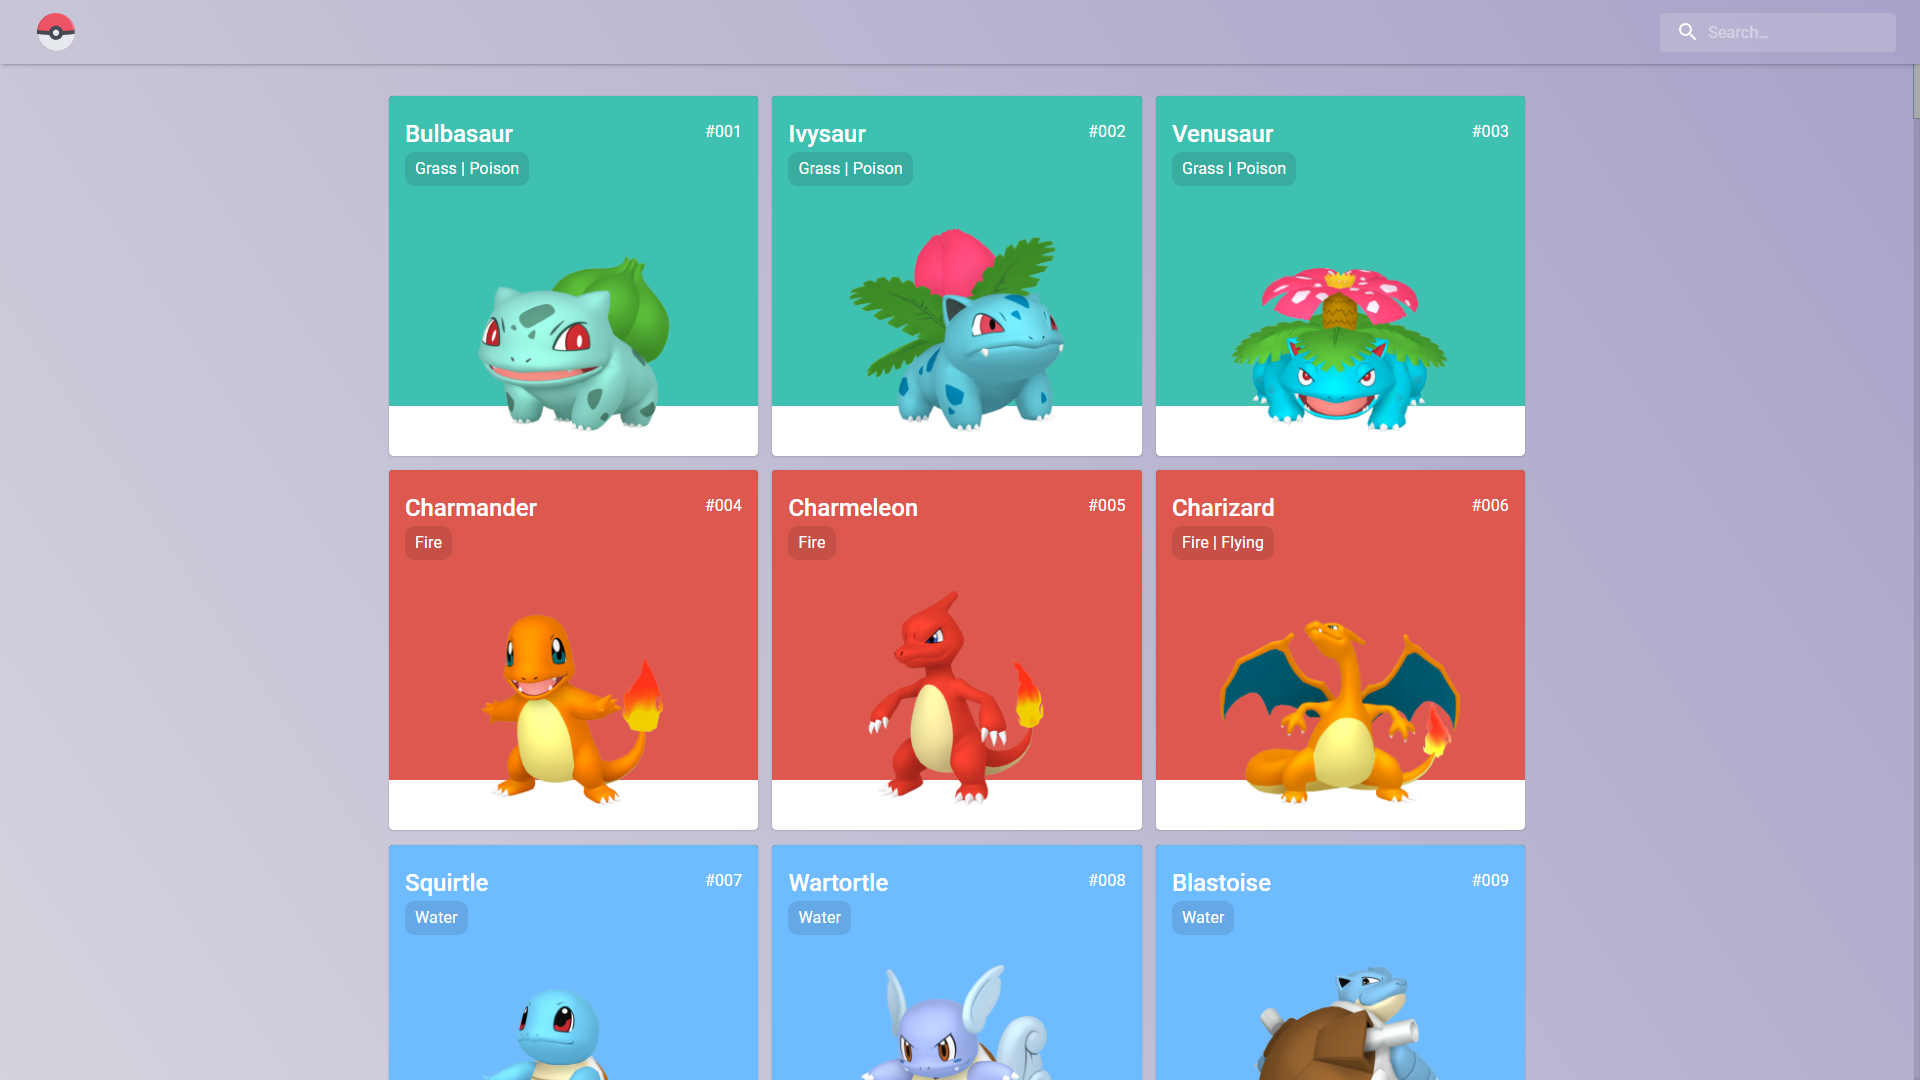 Search...
Bulbasaur
#001
Grass | Poison
Ivysaur
#002
Grass | Poison
Venusaur
#003
Grass | Poison
Charmander
#004
Fire
Charmeleon
#005
Fire
Charizard
#006
Fire | Flying
Squirtle
#007
Water
Wartortle
#008
Water
Blastoise
#009
Water